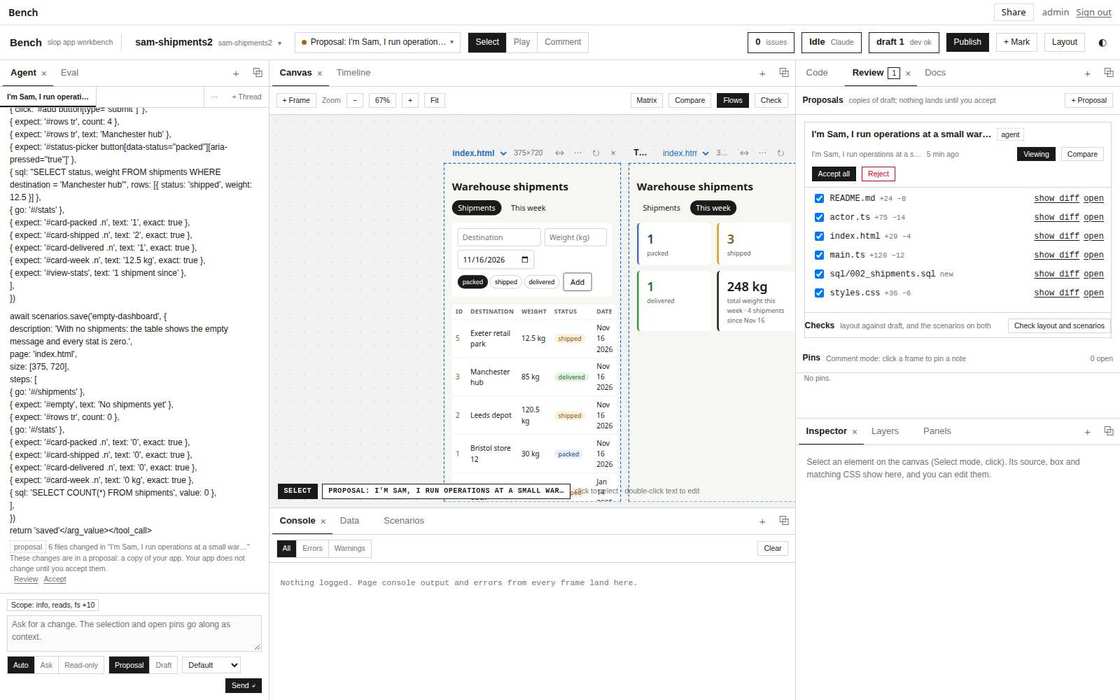 Bench
Share admin Sign out
Bench slop app workbench sam-shipments2 sam-shipments2
Proposal: I'm Sam, I run operation…
Select Play Comment
0 issues Idle Claude draft 1 dev ok Publish + Mark Layout
Agent × Eval +
I'm Sam, I run operati… ··· + Thread
{ click: '#add button[type="submit"]' },
{ expect: '#rows tr', count: 4 },
{ expect: '#rows tr', text: 'Manchester hub' },
{ expect: '#status-picker button[data-status="packed"][aria-
pressed="true"]' },
{ sql: "SELECT status, weight FROM shipments WHERE
destination = 'Manchester hub'", rows: [{ status: 'shipped', weight:
12.5 }] },
{ go: '#/stats' },
{ expect: '#card-packed .n', text: '1', exact: true },
{ expect: '#card-shipped .n', text: '2', exact: true },
{ expect: '#card-delivered .n', text: '1', exact: true },
{ expect: '#card-week .n', text: '12.5 kg', exact: true },
{ expect: '#view-stats', text: '1 shipment since' },
],
})
await scenarios.save('empty-dashboard', {
description: 'With no shipments: the table shows the empty
message and every stat is zero.',
page: 'index.html',
size: [375, 720],
steps: [
{ go: '#/shipments' },
{ expect: '#empty', text: 'No shipments yet' },
{ expect: '#rows tr', count: 0 },
{ go: '#/stats' },
{ expect: '#card-packed .n', text: '0', exact: true },
{ expect: '#card-shipped .n', text: '0', exact: true },
{ expect: '#card-delivered .n', text: '0', exact: true },
{ expect: '#card-week .n', text: '0 kg', exact: true },
{ sql: 'SELECT COUNT(*) FROM shipments', value: 0 },
],
})
return 'saved'</arg_value></tool_call>
proposal 6 files changed in "I'm Sam, I run operations at a small war…"
These changes are in a proposal: a copy of your app. Your app does not
change until you accept them.
Review Accept
Scope: info, reads, fs +10
Ask for a change. The selection and open pins go along as
context.
Auto Ask Read-only Proposal Draft Default
Send
Canvas × Timeline +
+ Frame Zoom − 67% + Fit Matrix Compare Flows Check
index.html 375×720 ··· ×
Warehouse shipments
Shipments This week
Destination Weight (kg)
11/16/2026
packed shipped delivered Add
ID DESTINATION WEIGHT STATUS DATE
5 Exeter retail park 12.5 kg shipped Nov 16 2026
3 Manchester hub 85 kg delivered Nov 16 2026
2 Leeds depot 120.5 kg shipped Nov 16 2026
1 Bristol store 12 30 kg packed Nov 16 2026
T… 3… ···
Warehouse shipments
Shipments This week
1 packed
3 shipped
1 delivered
248 kg
total weight this
week · 4 shipments
since Nov 16
SELECT PROPOSAL: I'M SAM, I RUN OPERATIONS AT A SMALL WAR… click to select • double-click text to edit
Console × Data Scenarios +
All Errors Warnings Clear
Nothing logged. Page console output and errors from every frame land here.
Code Review 1 Docs +
Proposals copies of draft; nothing lands until you accept + Proposal
I'm Sam, I run operations at a small war… agent
I'm Sam, I run operations at a s… 5 min ago Viewing Compare
Accept all Reject
README.md +24 −0 show diff open
actor.ts +75 −14 show diff open
index.html +29 −4 show diff open
main.ts +120 −12 show diff open
sql/002_shipments.sql new show diff open
styles.css +36 −6 show diff open
Checks layout against draft, and the scenarios on both Check layout and scenarios
Pins Comment mode: click a frame to pin a note 0 open
No pins.
Inspector × Layers Panels +
Select an element on the canvas (Select mode, click). Its source, box and
matching CSS show here, and you can edit them.